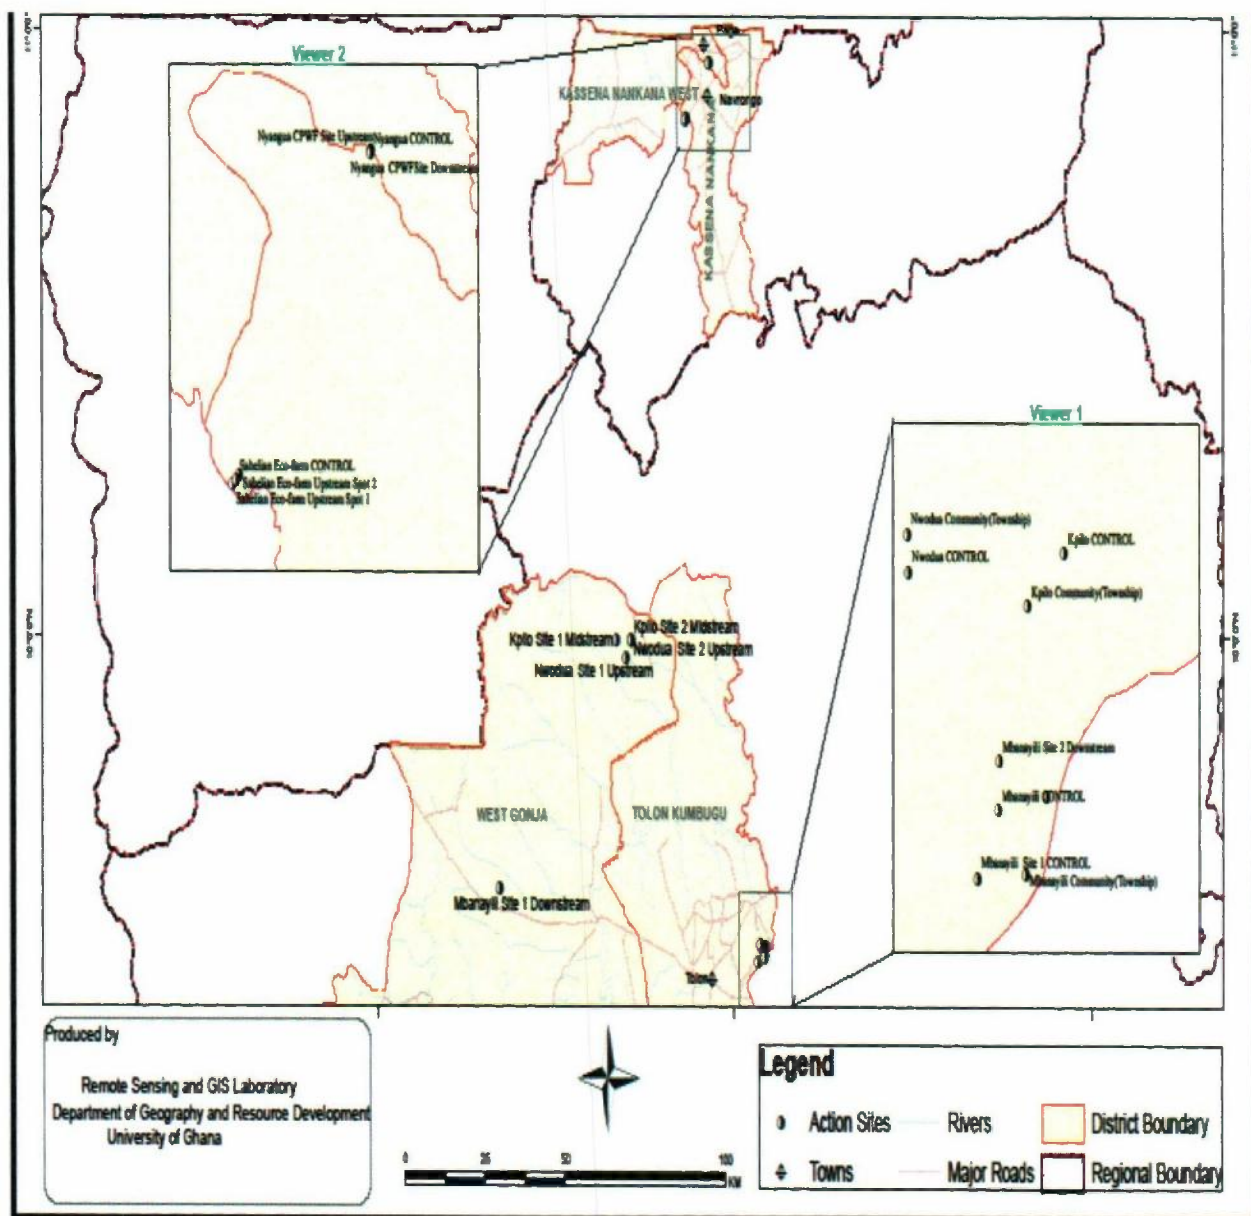 Viewer 2
Paga
KASSENA NANKANA WEST
Navrongo
KASSENA NANKANA
Nyangua CPWF Site Upstream
Nyangua CONTROL
Nyangua CPWFSite Downstream
Sahelian Eco-farm CONTROL
Sahelian Eco-farm Upstream Spot 2
Sahelian Eco-farm Upstream Spot 1
Viewer 1
Nwodua Community(Township)
Kpilo CONTROL
Nwodua CONTROL
Kpilo Community(Township)
Kpilo Site 2 Midstream
Kpilo Site 1 Midstream
Nwodua Site 2 Upstream
Nwodua Site 1 Upstream
Mbanayili Site 2 Downstream
Mbanayili CONTROL
WEST GONJA
TOLON KUMBUGU
Mbanayili Site 1 CONTROL
Mbanayili Community(Township)
Mbanayili Site 1 Downstream
Tolon
Produced by
Remote Sensing and GIS Laboratory
Department of Geography and Resource Development
University of Ghana
0 25 50 100
KM
Legend
Action Sites
Rivers
District Boundary
Towns
Major Roads
Regional Boundary